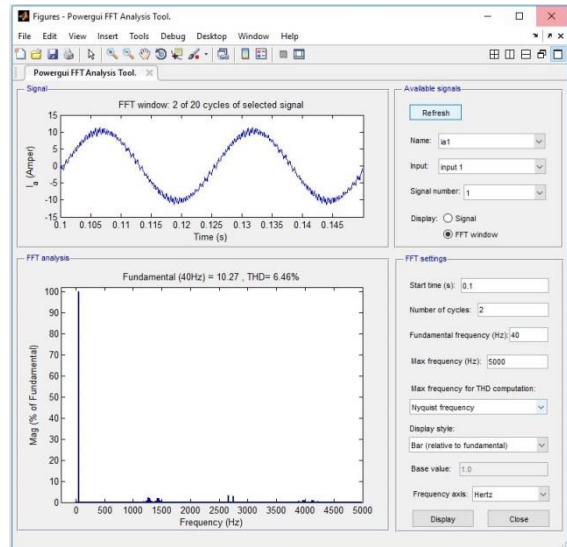 Figures - Powergui FFT Analysis Tool.
File Edit View Insert Tools Debug Desktop Window Help
Powergui FFT Analysis Tool.
Signal
FFT window: 2 of 20 cycles of selected signal
15
10
5
0
-5
-10
-15
I_a (Amper)
0.1 0.105 0.11 0.115 0.12 0.125 0.13 0.135 0.14 0.145
Time (s)
Available signals
Refresh
Name: ia1
Input: input 1
Signal number: 1
Display: Signal
FFT window
FFT analysis
Fundamental (40Hz) = 10.27 , THD= 6.46%
100
90
80
70
60
50
40
30
20
10
0
Mag (% of Fundamental)
0 500 1000 1500 2000 2500 3000 3500 4000 4500 5000
Frequency (Hz)
FFT settings
Start time (s): 0.1
Number of cycles: 2
Fundamental frequency (Hz): 40
Max frequency (Hz): 5000
Max frequency for THD computation:
Nyquist frequency
Display style:
Bar (relative to fundamental)
Base value: 1.0
Frequency axis: Hertz
Display Close